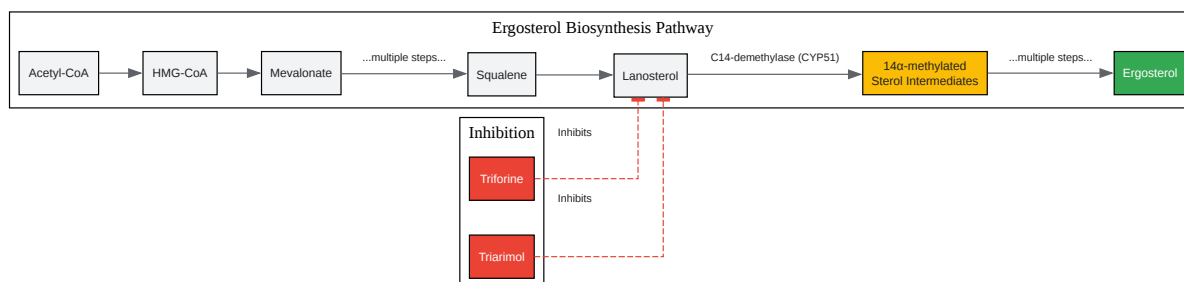 Ergosterol Biosynthesis Pathway
Acetyl-CoA
HMG-CoA
Mevalonate
...multiple steps...
Squalene
Lanosterol
C14-demethylase (CYP51)
14α-methylated
Sterol Intermediates
...multiple steps...
Ergosterol
Inhibition
Inhibits
Triforine
Inhibits
Triarimol